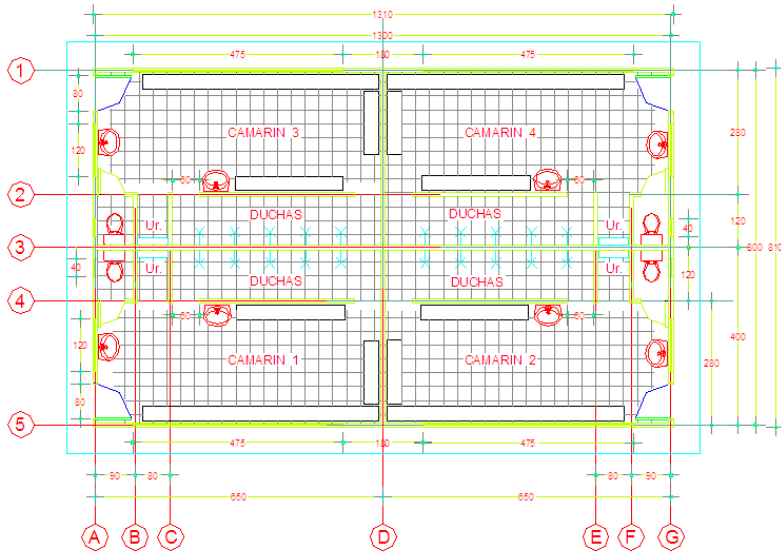 1310
1300
475 180 475
1
80
CAMARIN 3 CAMARIN 4
280
120
60 60
2
DUCHAS DUCHAS
Ur. Ur.
120
40
3
800 810
Ur. Ur.
40
DUCHAS DUCHAS
120
4
60 60
400
120
CAMARIN 1 CAMARIN 2
280
80
5
475 180 475
90 80 80 90
650 650
A B C D E F G